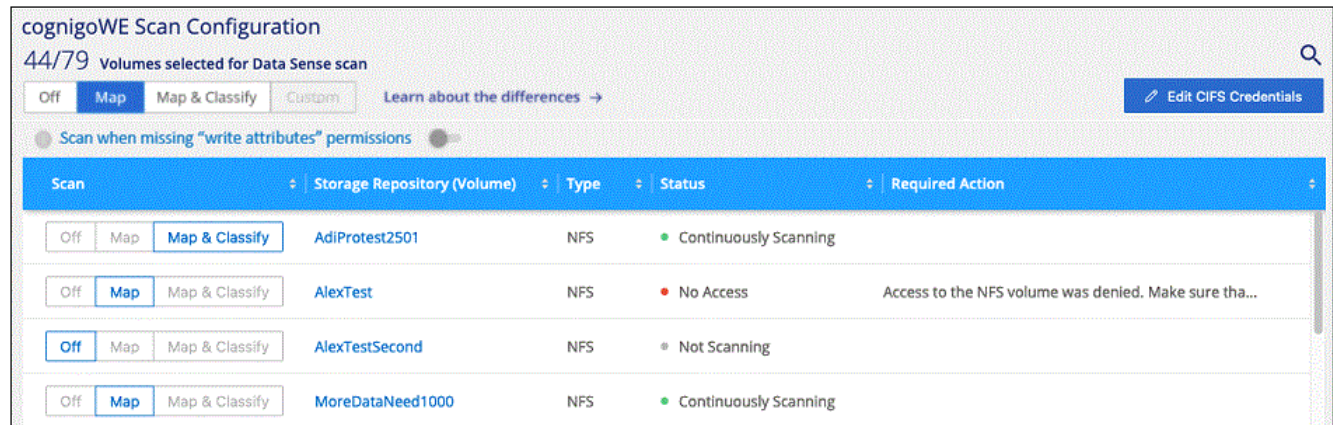 cognigoWE Scan Configuration
44/79 Volumes selected for Data Sense scan
Off Map Map & Classify Custom Learn about the differences → Edit CIFS Credentials
Scan when missing “write attributes” permissions
Scan Storage Repository (Volume) Type Status Required Action
Off Map Map & Classify AdiProtest2501 NFS Continuously Scanning
Off Map Map & Classify AlexTest NFS No Access Access to the NFS volume was denied. Make sure tha...
Off Map Map & Classify AlexTestSecond NFS Not Scanning
Off Map Map & Classify MoreDataNeed1000 NFS Continuously Scanning